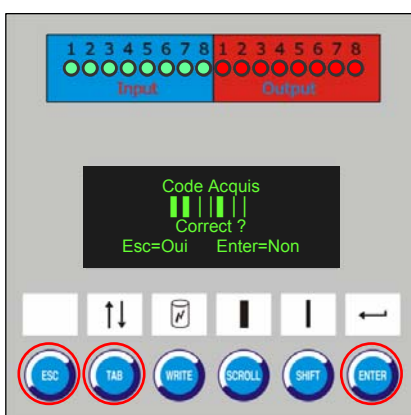 1 2 3 4 5 6 7 8 1 2 3 4 5 6 7 8
Input Output
Code Acquis
Correct ?
Esc=Oui Enter=Non
ESC TAB WRITE SCROLL SHIFT ENTER